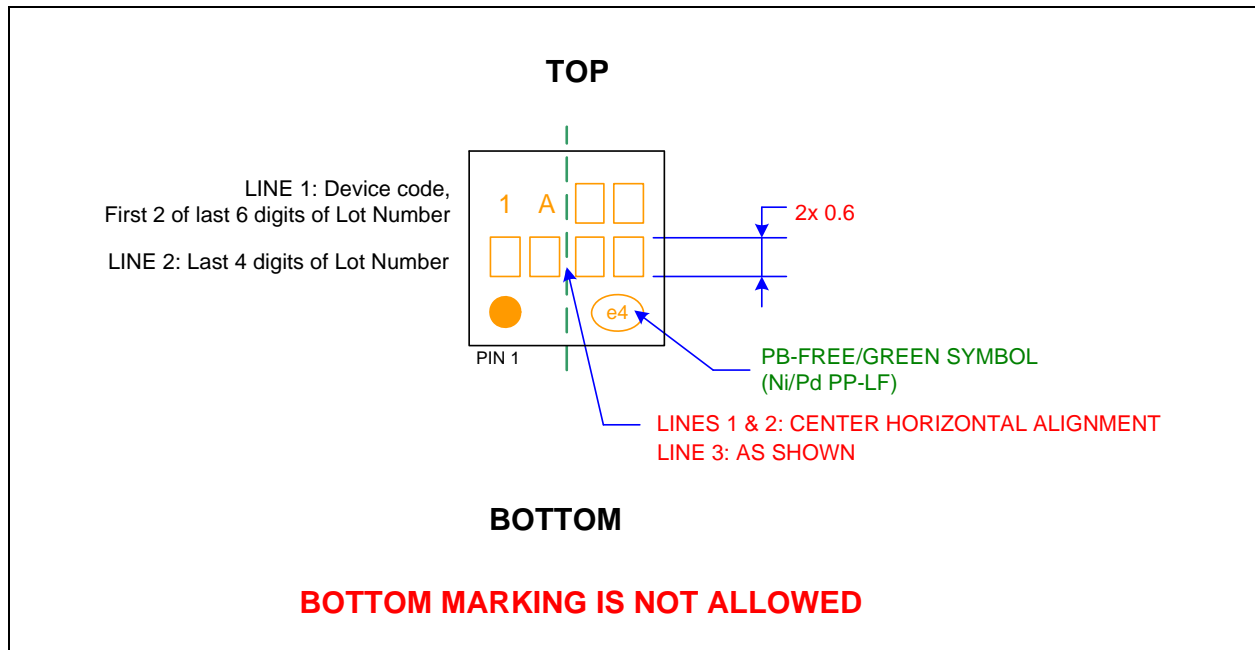 TOP
LINE 1: Device code,
First 2 of last 6 digits of Lot Number
1 A
2x 0.6
LINE 2: Last 4 digits of Lot Number
e4
PIN 1
PB-FREE/GREEN SYMBOL
(Ni/Pd PP-LF)
LINES 1 & 2: CENTER HORIZONTAL ALIGNMENT
LINE 3: AS SHOWN
BOTTOM
BOTTOM MARKING IS NOT ALLOWED